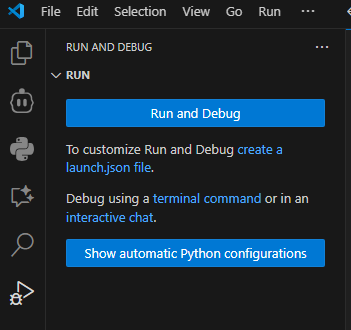 File Edit Selection View Go Run ...
RUN AND DEBUG ...
RUN
Run and Debug
To customize Run and Debug create a
launch.json file.
Debug using a terminal command or in an
interactive chat.
Show automatic Python configurations